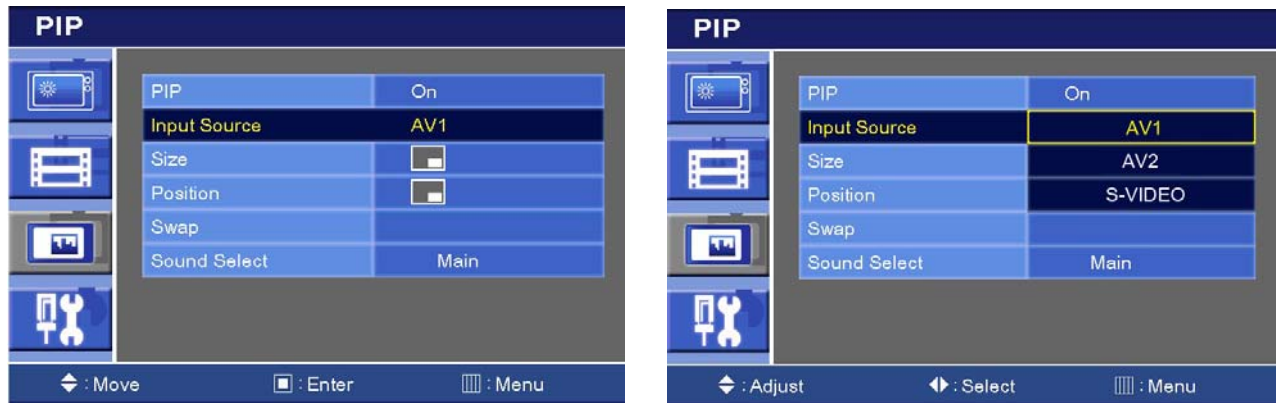 PIP
PIP On
Input Source AV1
Size
Position
Swap
Sound Select Main
: Move : Enter : Menu
PIP
PIP On
Input Source AV1
Size AV2
Position S-VIDEO
Swap
Sound Select Main
: Adjust : Select : Menu